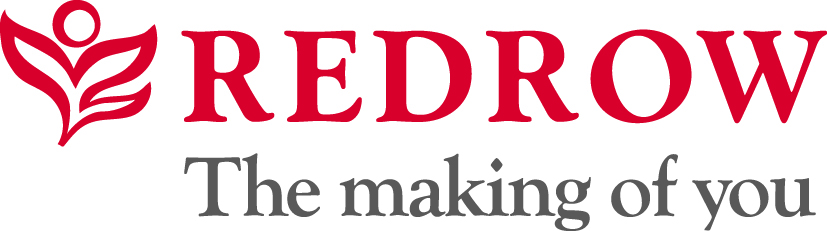 REDROW
The making of you